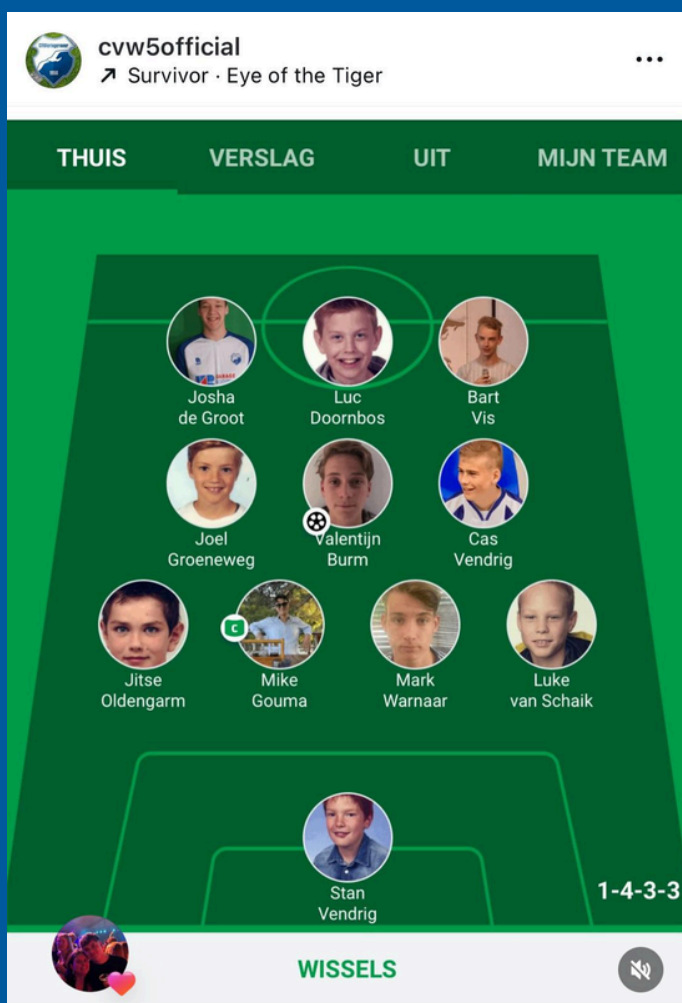 cvw5official
Survivor · Eye of the Tiger
THUIS VERSLAG UIT MIJN TEAM
Josha
de Groot
Luc
Doornbos
Bart
Vis
Joel
Groeneweg
Valentijn
Burm
Cas
Vendrig
Jitse
Oldengarm
C
Mike
Gouma
Mark
Warnaar
Luke
van Schaik
Stan
Vendrig
1-4-3-3
WISSELS